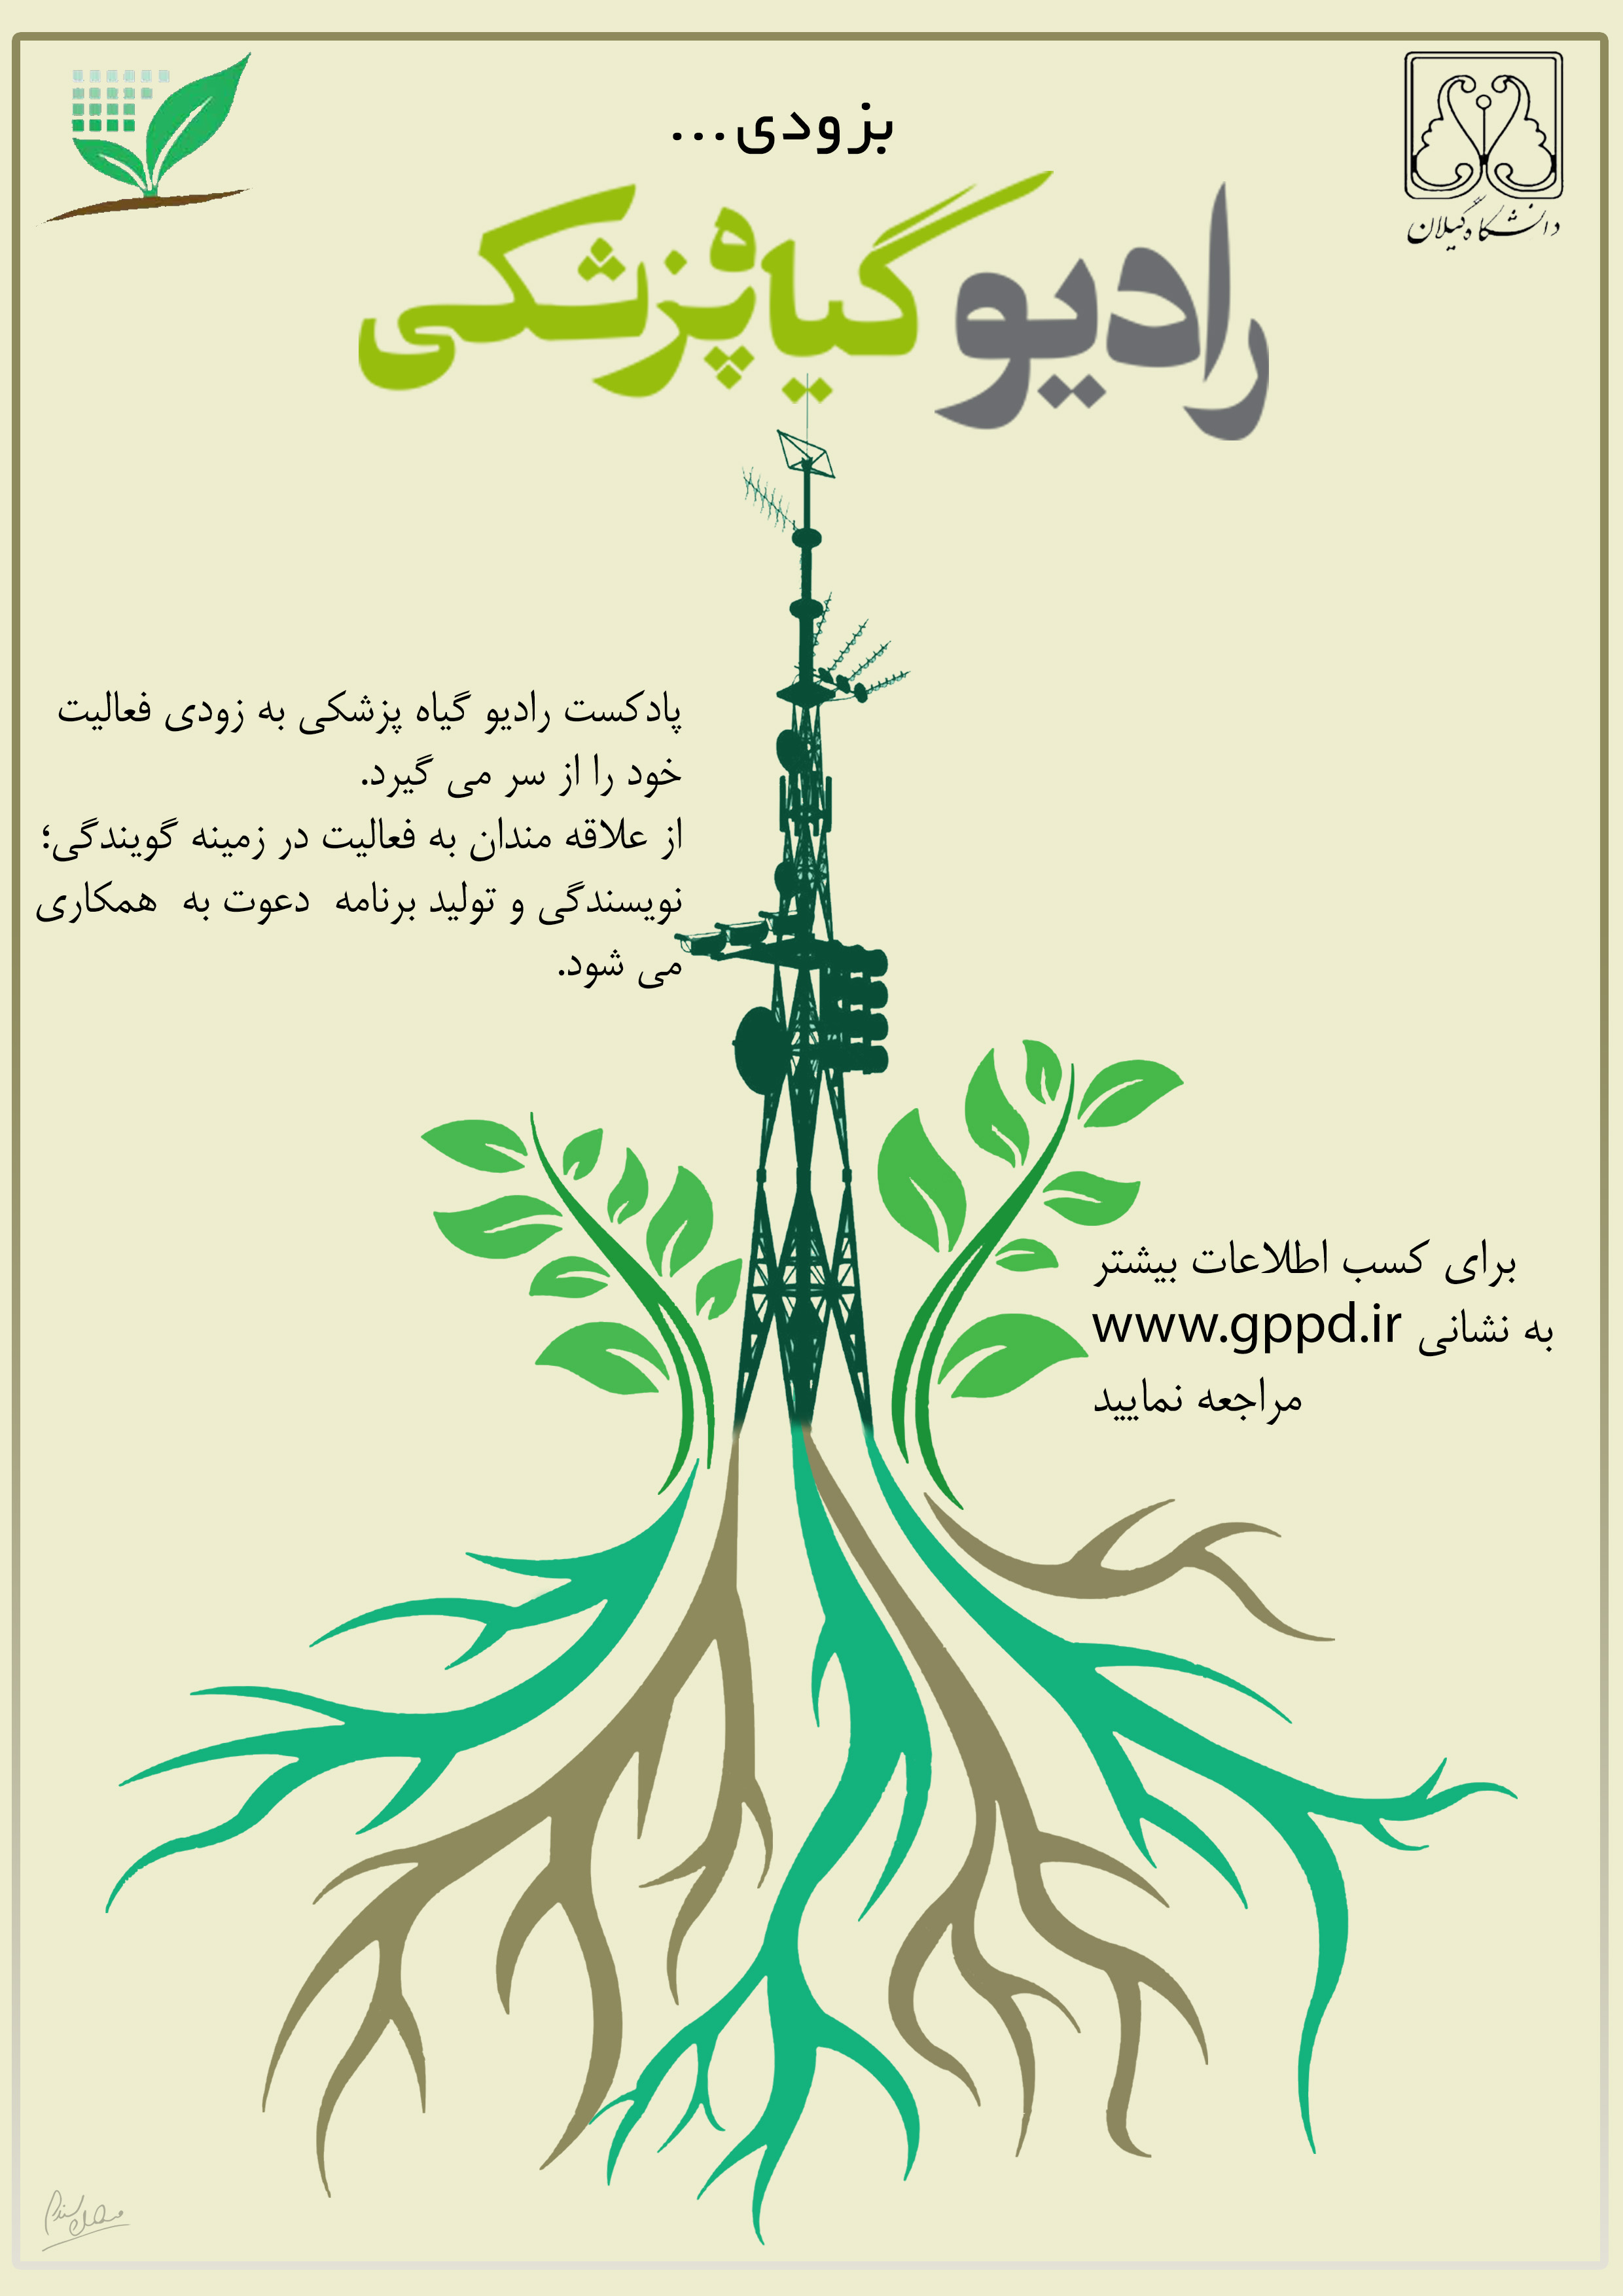 بزودی...
رادیو گیاه‌پزشکی
دانشگاه گیلان
پادکست رادیو گیاه پزشکی به زودی فعالیت
خود را از سر می گیرد.
از علاقه مندان به فعالیت در زمینه گویندگی؛
نویسندگی و تولید برنامه دعوت به همکاری
می شود.
برای کسب اطلاعات بیشتر
به نشانی www.gppd.ir
مراجعه نمایید